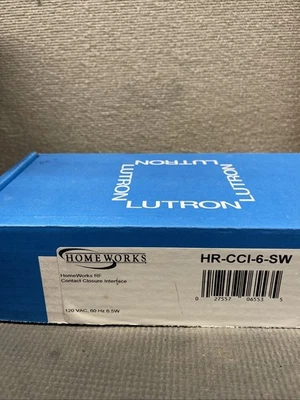 LUTRON
LUTRON
LUTRON
LUTRON
LUTRON
HOMEWORKS
HR-CCI-6-SW
HomeWorks RF
Contact Closure Interface
120 VAC, 60 Hz 6.5W
0 27557 06553 5